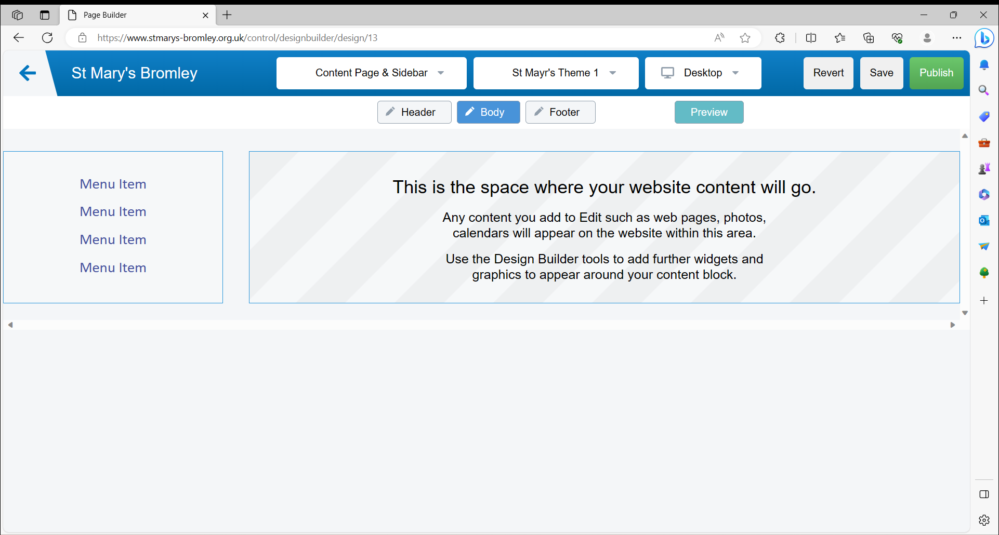 Page Builder
https://www.stmarys-bromley.org.uk/control/designbuilder/design/13
St Mary's Bromley
Content Page & Sidebar
St Mayr's Theme 1
Desktop
Revert
Save
Publish
Header
Body
Footer
Preview
Menu Item
Menu Item
Menu Item
Menu Item
This is the space where your website content will go.
Any content you add to Edit such as web pages, photos,
calendars will appear on the website within this area.
Use the Design Builder tools to add further widgets and
graphics to appear around your content block.